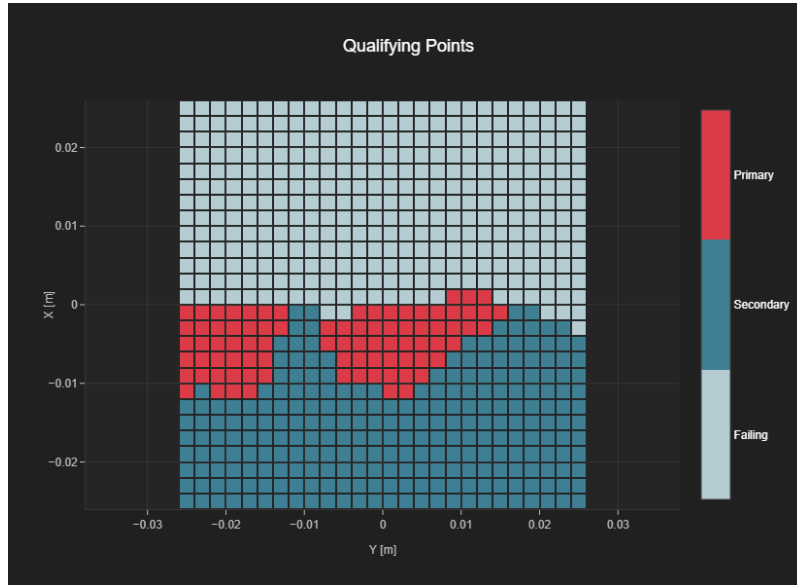 Qualifying Points
0.02
0.01
0
−0.01
−0.02
X [m]
−0.03
−0.02
−0.01
0
0.01
0.02
0.03
Y [m]
Primary
Secondary
Failing